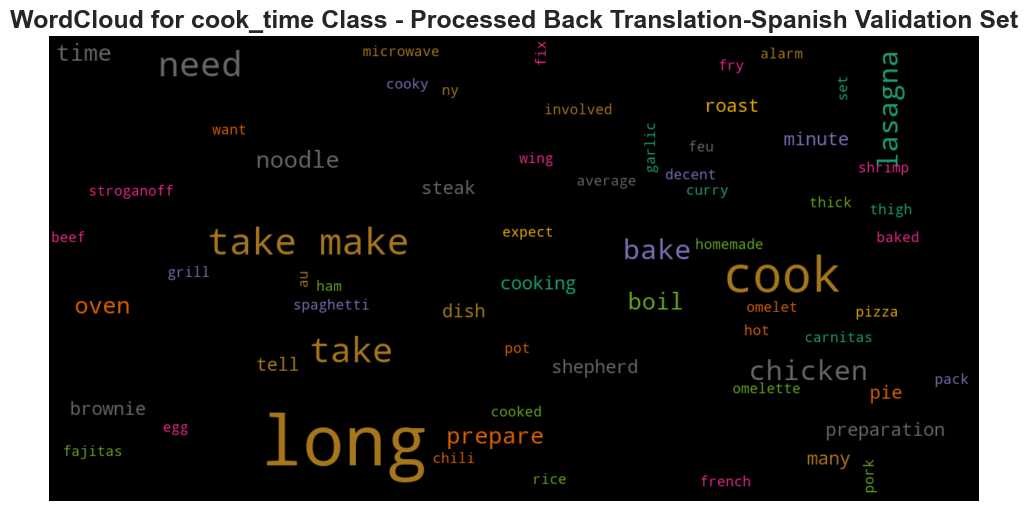 WordCloud for cook_time Class - Processed Back Translation-Spanish Validation Set
time
need
microwave
cooky
ny
fix
fry
alarm
set
lasagna
involved
roast
want
noodle
wing
garlic
feu
minute
shrimp
stroganoff
steak
average
decent
curry
thick
thigh
beef
take make
expect
bake
homemade
baked
grill
au
ham
spaghetti
cooking
cook
oven
dish
boil
omelet
pizza
hot
carnitas
take
tell
pot
shepherd
chicken
omelette
pie
pack
brownie
egg
fajitas
long
cooked
prepare
chili
rice
preparation
many
pork
french